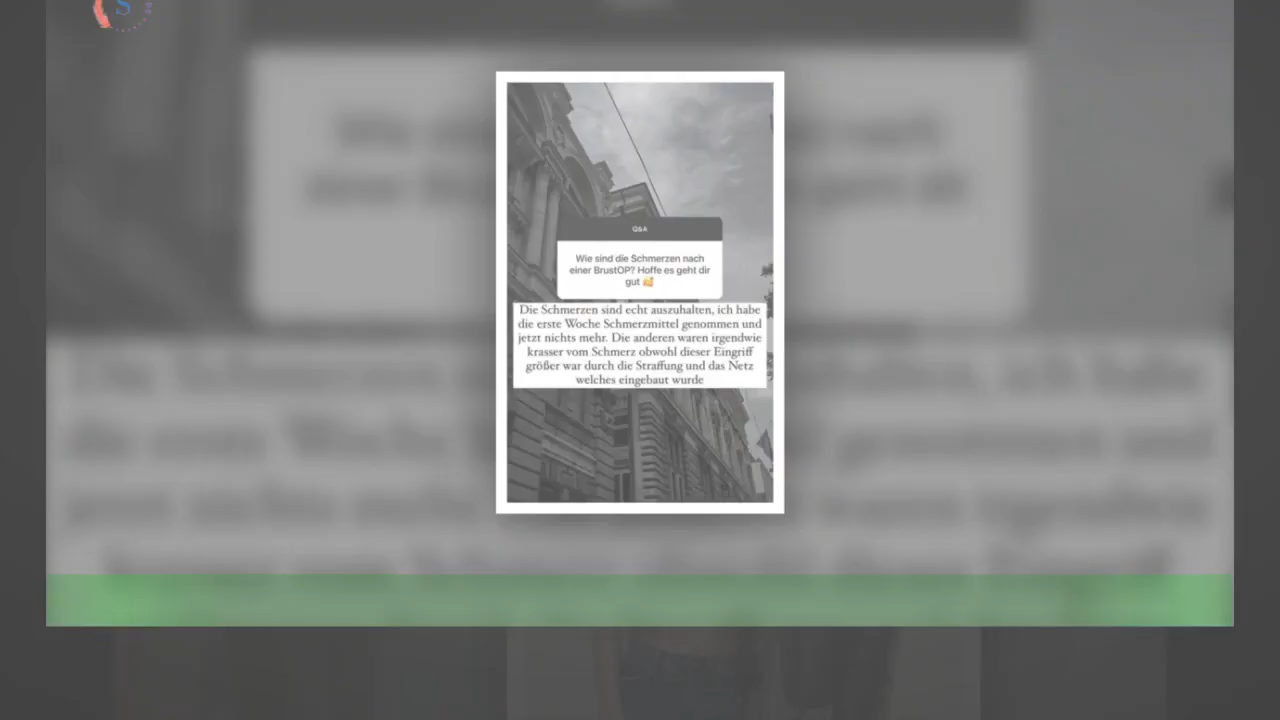 S
Q&A
Wie sind die Schmerzen nach
einer BrustOP? Hoffe es geht dir
gut 🥰
Die Schmerzen sind echt auszuhalten, ich habe
die erste Woche Schmerzmittel genommen und
jetzt nichts mehr. Die anderen waren irgendwie
krasser vom Schmerz obwohl dieser Eingriff
größer war durch die Straffung und das Netz
welches eingebaut wurde